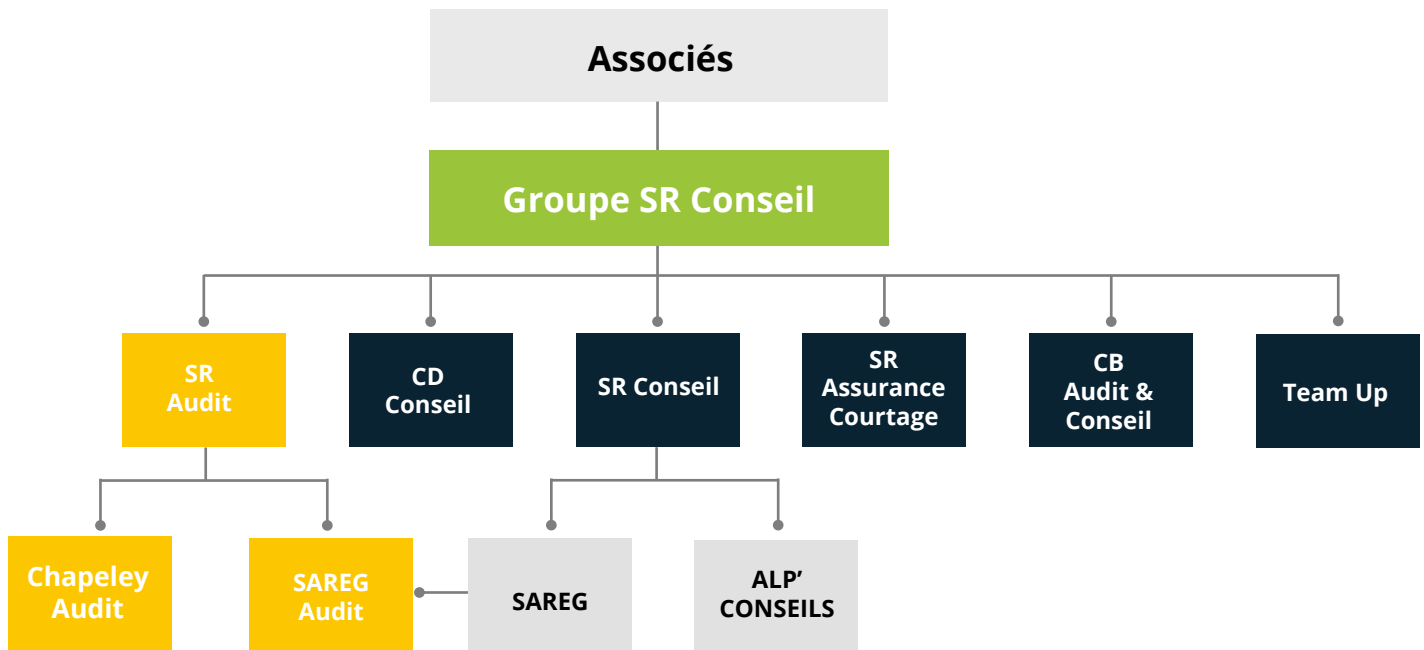 Associés
Groupe SR Conseil
SR
Audit
CD
Conseil
SR Conseil
SR
Assurance
Courtage
CB
Audit &
Conseil
Team Up
Chapeley
Audit
SAREG
Audit
SAREG
ALP’
CONSEILS